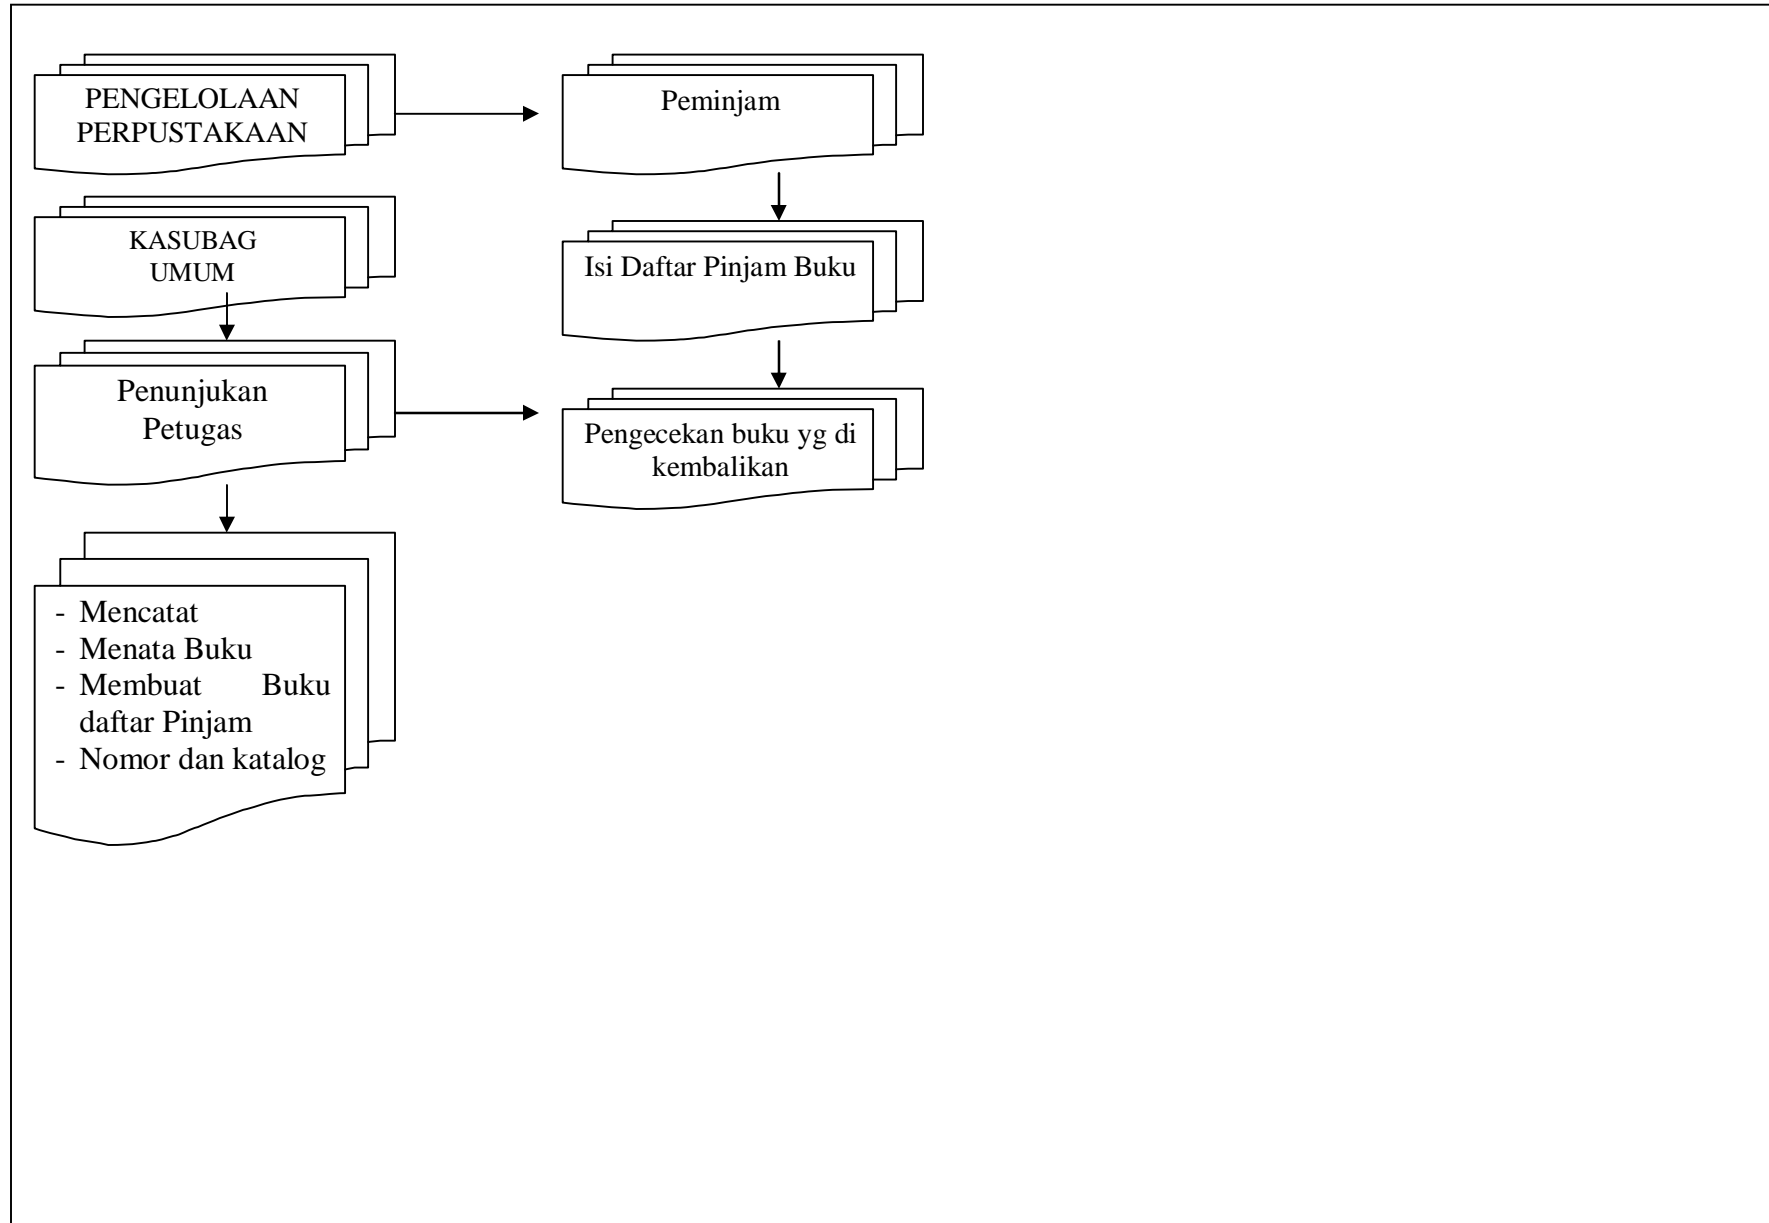 PENGELOLAAN
PERPUSTAKAAN
KASUBAG
UMUM
Penunjukan
Petugas
- Mencatat
- Menata Buku
- Membuat Buku
daftar Pinjam
- Nomor dan katalog
Peminjam
Isi Daftar Pinjam Buku
Pengecekan buku yg di
kembalikan